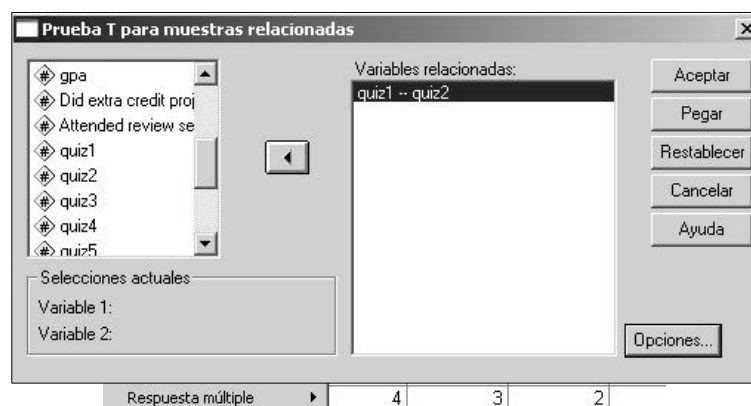 Prueba T para muestras relacionadas
gpa
Did extra credit proj
Attended review se
quiz1
quiz2
quiz3
quiz4
quiz5
Selecciones actuales
Variable 1:
Variable 2:
Variables relacionadas:
quiz1 -- quiz2
Aceptar
Pegar
Restablecer
Cancelar
Ayuda
Opciones...
Respuesta múltiple 4 3 2